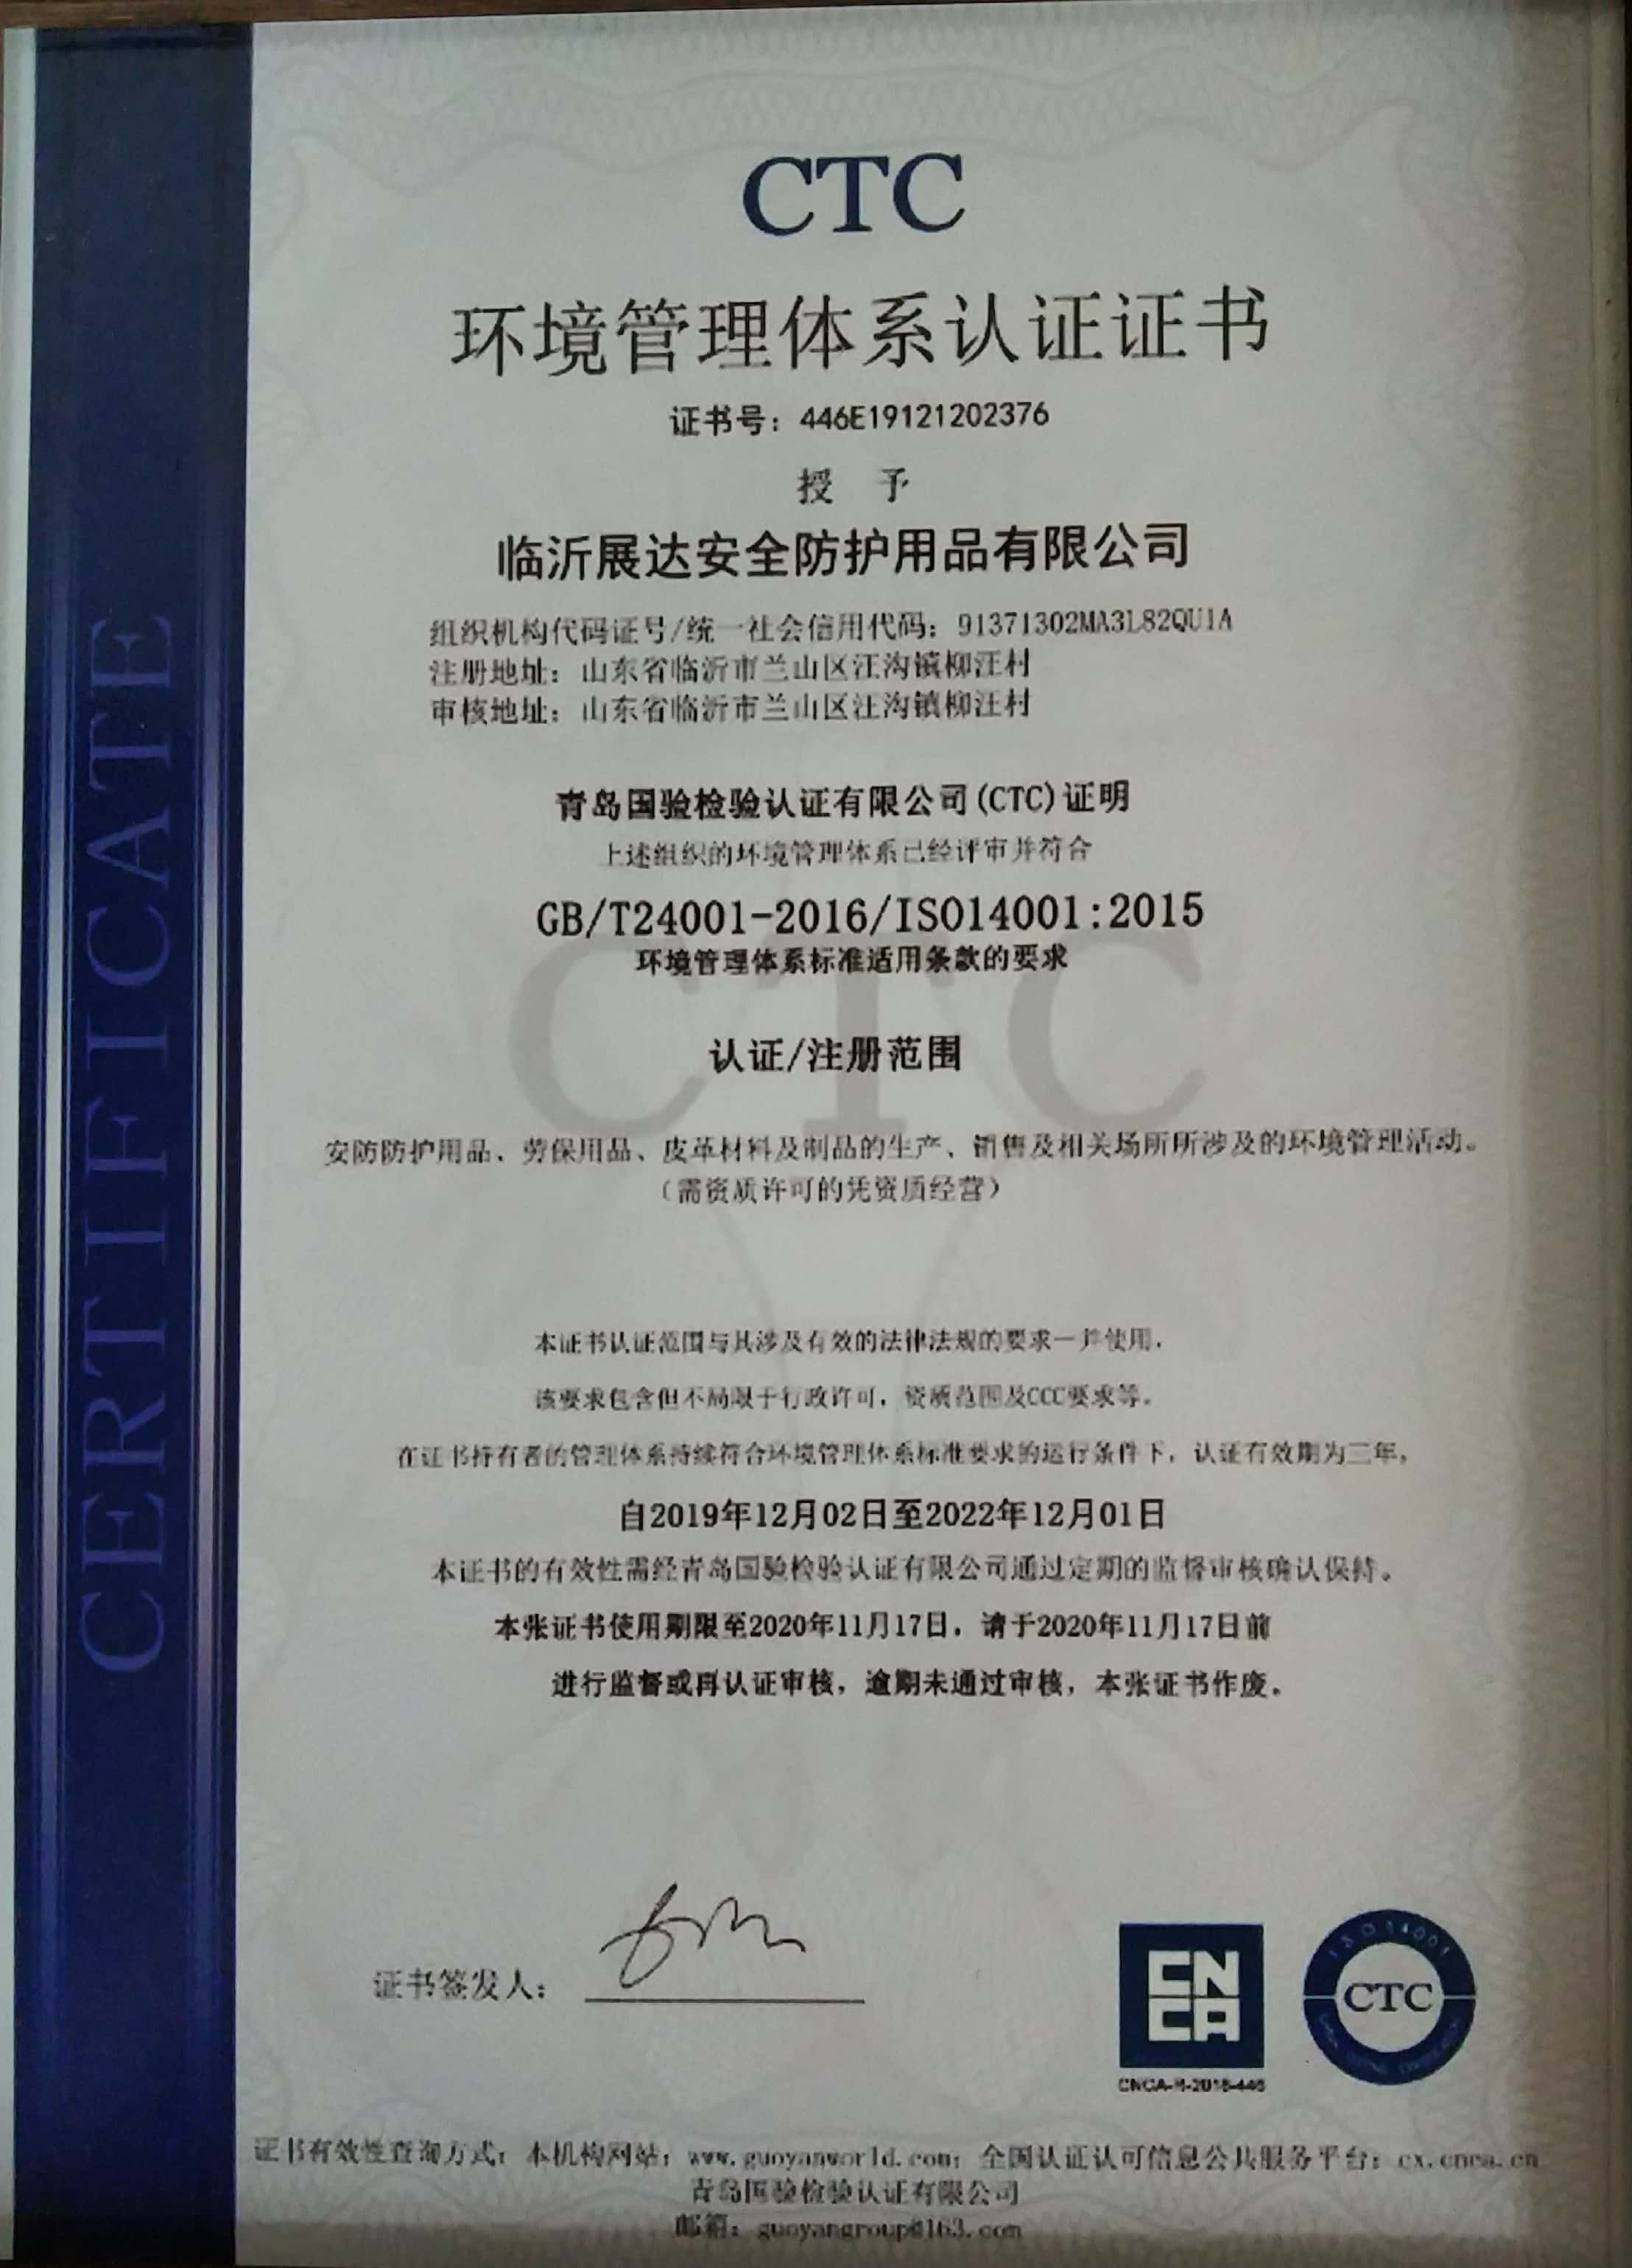 CERTIFICATE
CTC
环境管理体系认证证书
证书号：446E19121202376
授 予
临沂展达安全防护用品有限公司
组织机构代码证号/统一社会信用代码：91371302MA3L82QU1A
注册地址：山东省临沂市兰山区汪沟镇柳汪村
审核地址：山东省临沂市兰山区汪沟镇柳汪村
青岛国验检验认证有限公司(CTC)证明
上述组织的环境管理体系已经评审并符合
GB/T24001-2016/ISO14001:2015
环境管理体系标准适用条款的要求
认证/注册范围
安防防护用品、劳保用品、皮革材料及制品的生产、销售及相关场所所涉及的环境管理活动。
（需资质许可的凭资质经营）
本证书认证范围与其涉及有效的法律法规的要求一并使用，
该要求包含但不局限于行政许可，资质范围及CCC要求等。
在证书持有者的管理体系持续符合环境管理体系标准要求的运行条件下，认证有效期为三年，
自2019年12月02日至2022年12月01日
本证书的有效性需经青岛国验检验认证有限公司通过定期的监督审核确认保持。
本张证书使用期限至2020年11月17日，请于2020年11月17日前
进行监督或再认证审核，逾期未通过审核，本张证书作废。
证书签发人：
CNCA
CNCA-R-2018-446
ISO 14001
CTC
证书有效性查询方式：本机构网站：www.guoyanworld.com；全国认证认可信息公共服务平台：cx.cnca.cn
青岛国验检验认证有限公司
邮箱：guoyangroup@163.com